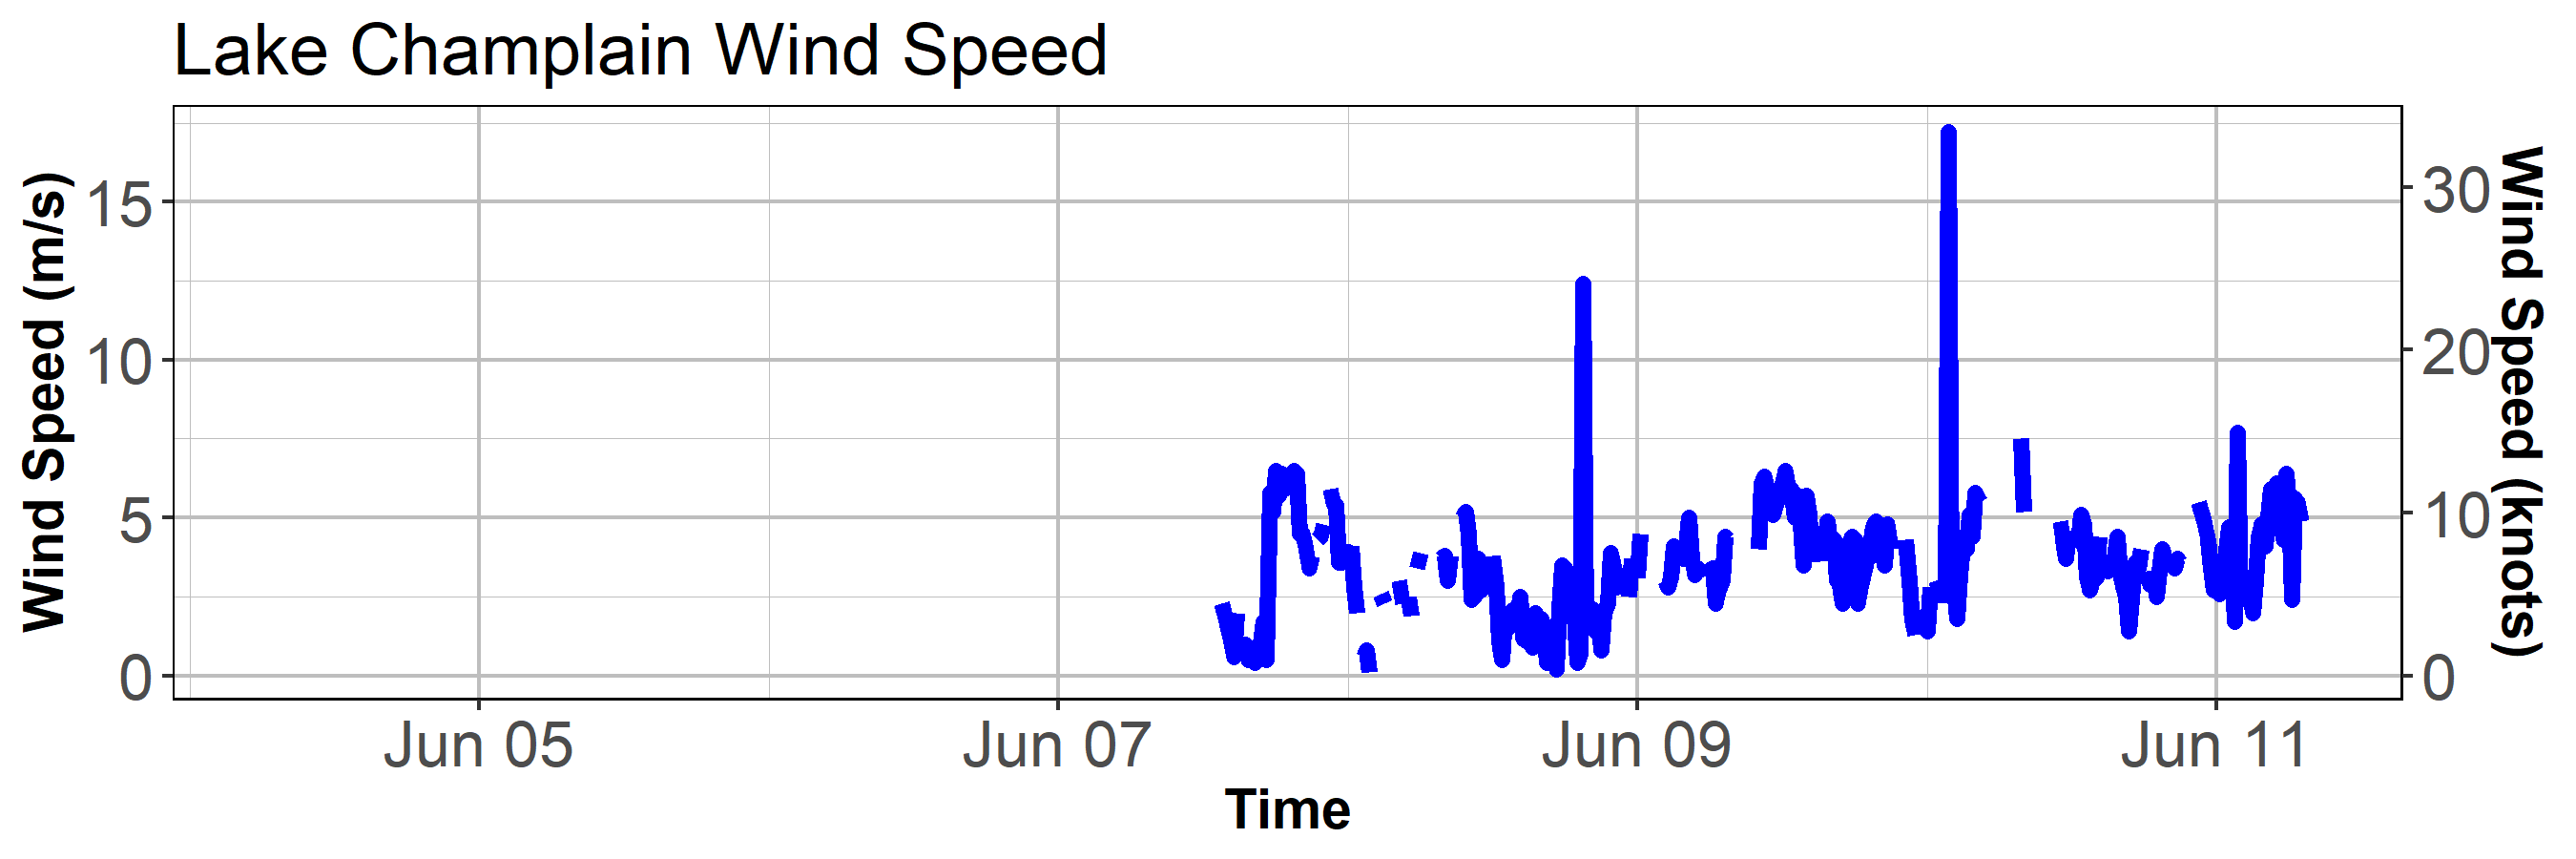 Lake Champlain Wind Speed
Wind Speed (m/s)
15
10
5
0
30
20
10
0
Wind Speed (knots)
Jun 05
Jun 07
Jun 09
Jun 11
Time